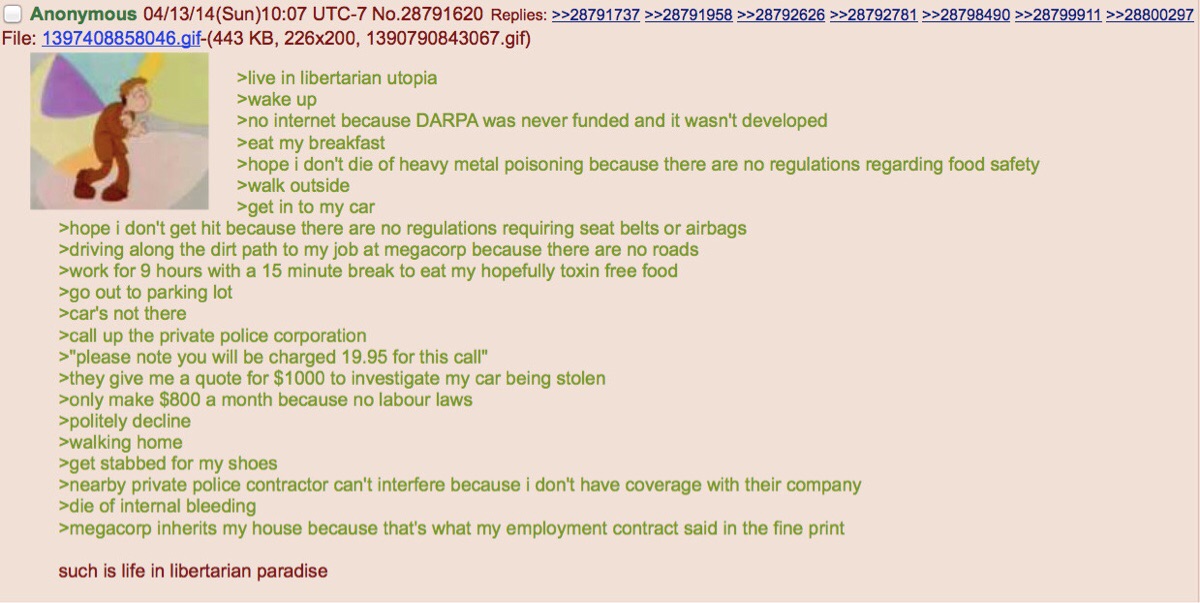 Anonymous 04/13/14(Sun)10:07 UTC-7 No.28791620 Replies: >>28791737 >>28791958 >>28792626 >>28792781 >>28798490 >>28799911 >>28800297
File: 1397408858046.gif-(443 KB, 226x200, 1390790843067.gif)
>live in libertarian utopia
>wake up
>no internet because DARPA was never funded and it wasn't developed
>eat my breakfast
>hope i don't die of heavy metal poisoning because there are no regulations regarding food safety
>walk outside
>get in to my car
>hope i don't get hit because there are no regulations requiring seat belts or airbags
>driving along the dirt path to my job at megacorp because there are no roads
>work for 9 hours with a 15 minute break to eat my hopefully toxin free food
>go out to parking lot
>car's not there
>call up the private police corporation
>"please note you will be charged 19.95 for this call"
>they give me a quote for $1000 to investigate my car being stolen
>only make $800 a month because no labour laws
>politely decline
>walking home
>get stabbed for my shoes
>nearby private police contractor can't interfere because i don't have coverage with their company
>die of internal bleeding
>megacorp inherits my house because that's what my employment contract said in the fine print
such is life in libertarian paradise